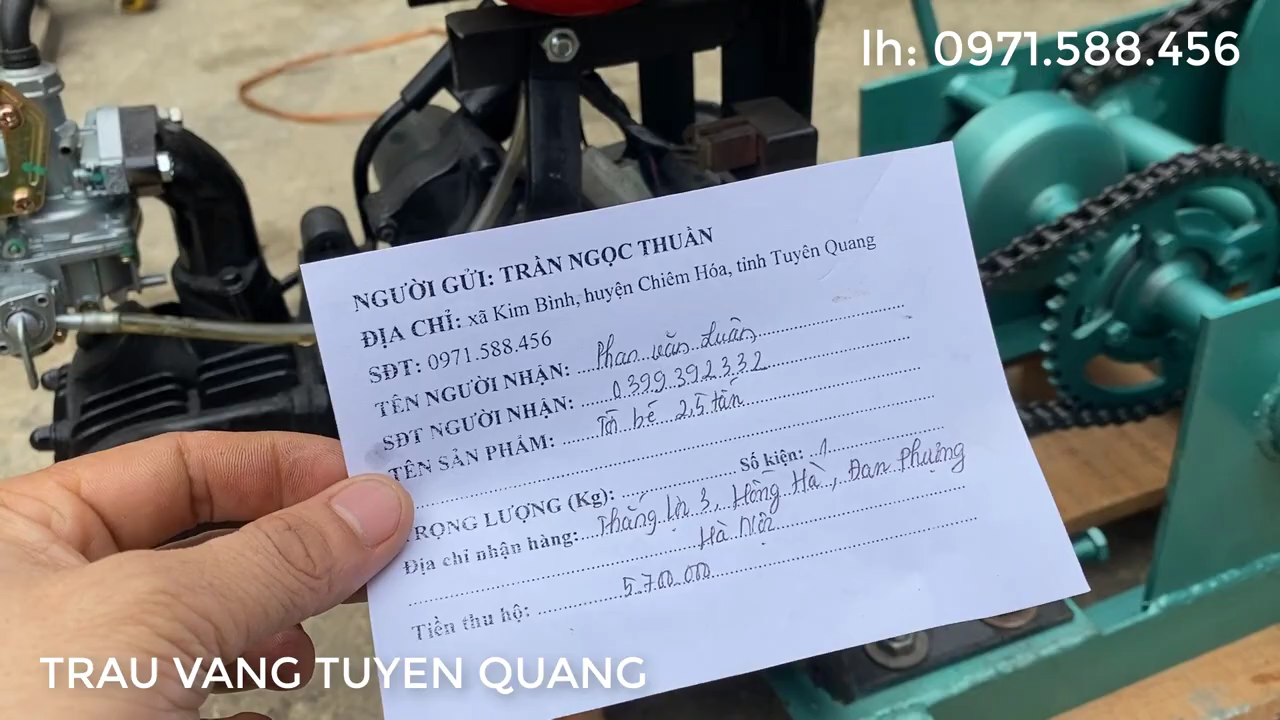 lh: 0971.588.456
NGƯỜI GỬI: TRẦN NGỌC THUẦN
ĐỊA CHỈ: xã Kim Bình, huyện Chiêm Hóa, tỉnh Tuyên Quang
SĐT: 0971.588.456
TÊN NGƯỜI NHẬN: Phan văn Luân
SĐT NGƯỜI NHẬN: 0399.392.332
TÊN SẢN PHẨM: Tời bé 2,5 tấn
TRỌNG LƯỢNG (Kg): Số kiện: 1
Địa chỉ nhận hàng: Thắng Lợi 3, Hồng Hà, Đan Phượng
Hà Nội
Tiền thu hộ: 5.700.000
TRAU VANG TUYEN QUANG